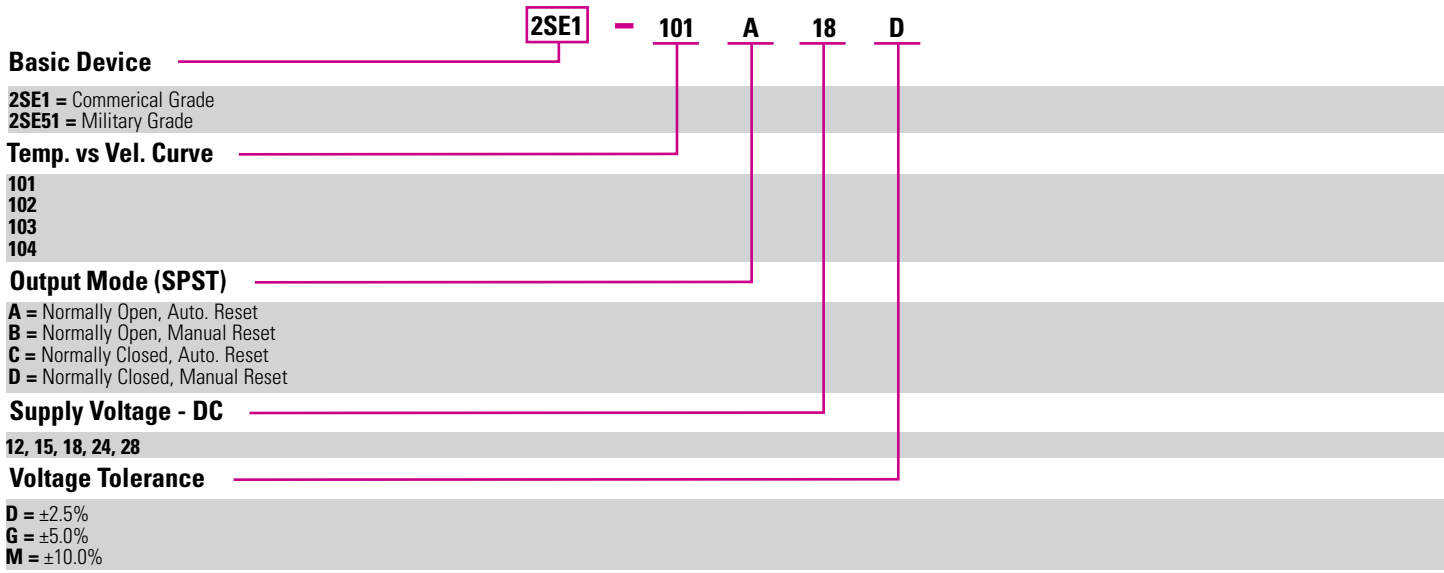 2SE1 – 101 A 18 D
Basic Device
2SE1 = Commerical Grade
2SE51 = Military Grade
Temp. vs Vel. Curve
101
102
103
104
Output Mode (SPST)
A = Normally Open, Auto. Reset
B = Normally Open, Manual Reset
C = Normally Closed, Auto. Reset
D = Normally Closed, Manual Reset
Supply Voltage - DC
12, 15, 18, 24, 28
Voltage Tolerance
D = ±2.5%
G = ±5.0%
M = ±10.0%